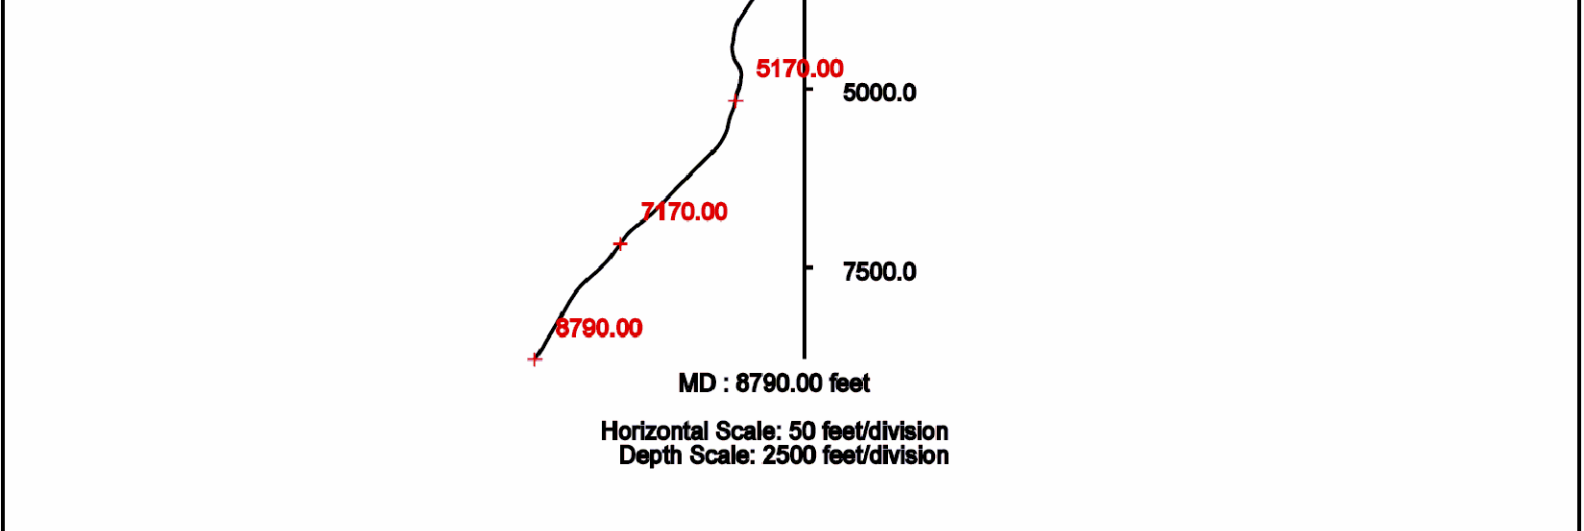 5170.00
5000.0
7170.00
7500.0
8790.00
MD : 8790.00 feet
Horizontal Scale: 50 feet/division
Depth Scale: 2500 feet/division